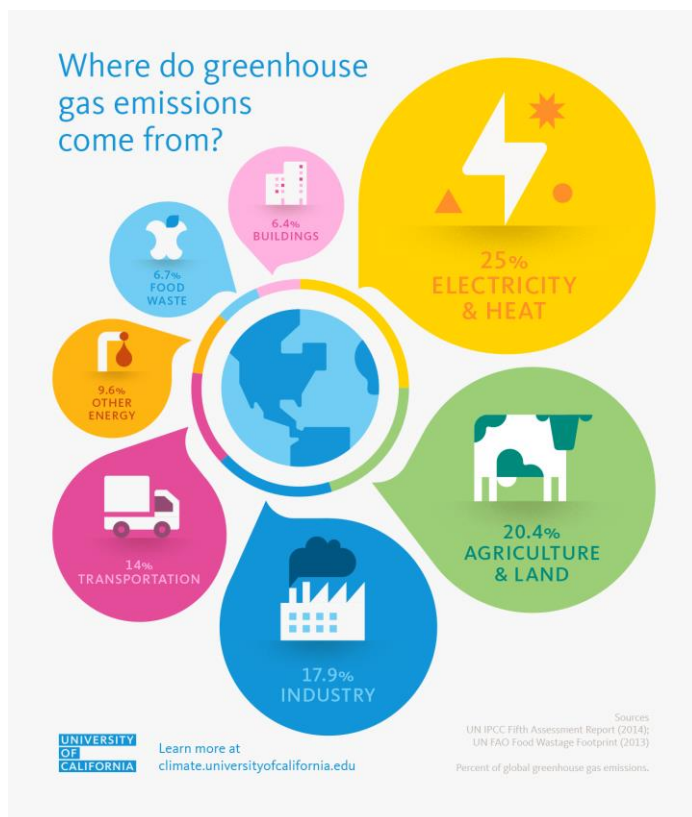 Where do greenhouse
gas emissions
come from?
6.4%
BUILDINGS
25%
ELECTRICITY
& HEAT
6.7%
FOOD
WASTE
9.6%
OTHER
ENERGY
20.4%
AGRICULTURE
& LAND
14%
TRANSPORTATION
17.9%
INDUSTRY
UNIVERSITY
OF
CALIFORNIA
Learn more at
climate.universityofcalifornia.edu
Sources
UN IPCC Fifth Assessment Report (2014);
UN FAO Food Wastage Footprint (2013)
Percent of global greenhouse gas emissions.